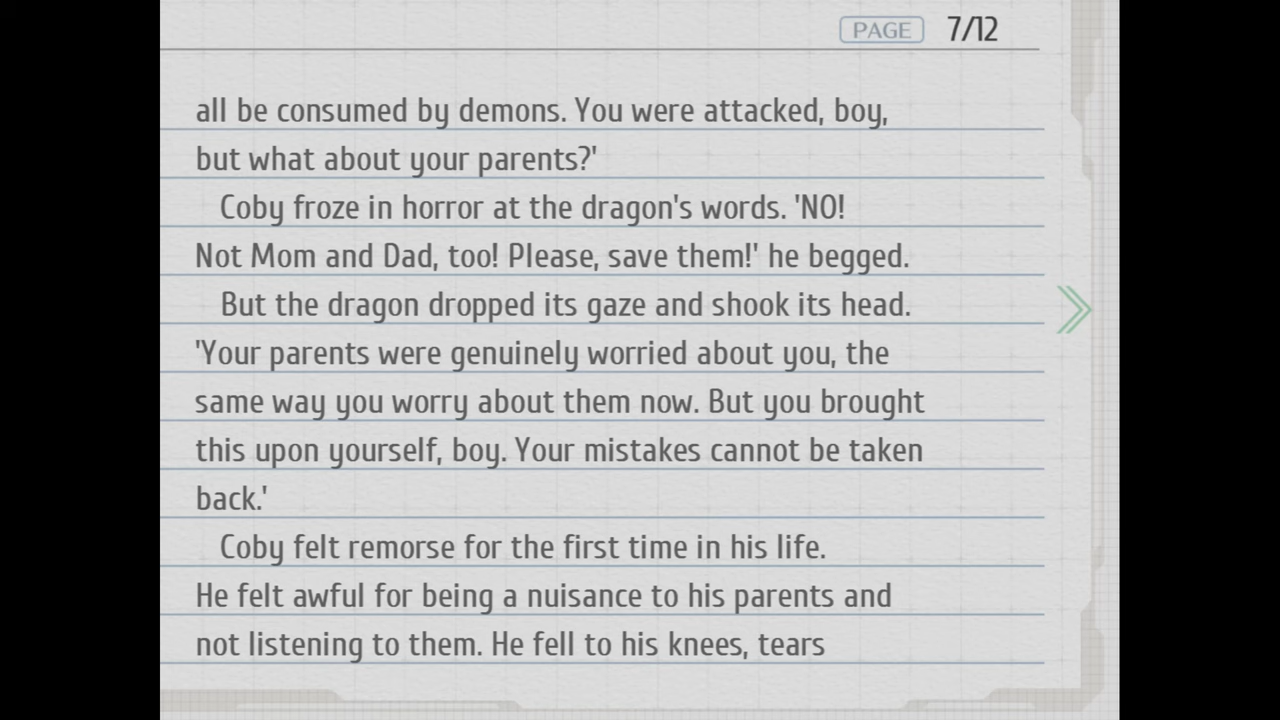 PAGE 7/12
all be consumed by demons. You were attacked, boy,
but what about your parents?'
Coby froze in horror at the dragon's words. 'NO!
Not Mom and Dad, too! Please, save them!' he begged.
But the dragon dropped its gaze and shook its head.
'Your parents were genuinely worried about you, the
same way you worry about them now. But you brought
this upon yourself, boy. Your mistakes cannot be taken
back.'
Coby felt remorse for the first time in his life.
He felt awful for being a nuisance to his parents and
not listening to them. He fell to his knees, tears